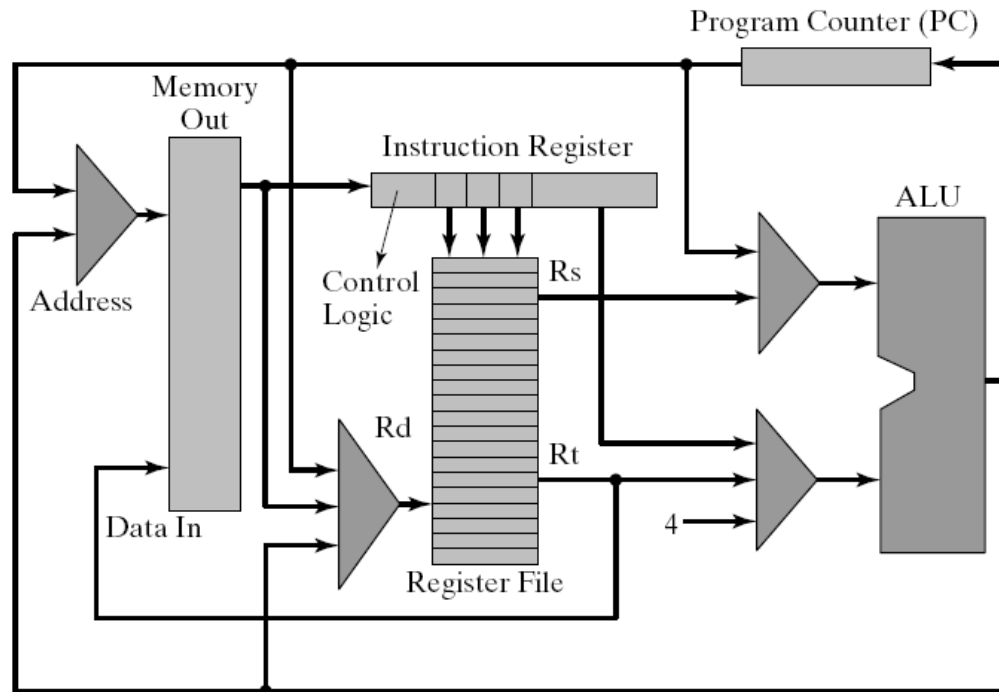 Program Counter (PC)
Memory
Out
Instruction Register
ALU
Address
Control
Logic
Rs
Rd
Rt
Data In
4
Register File